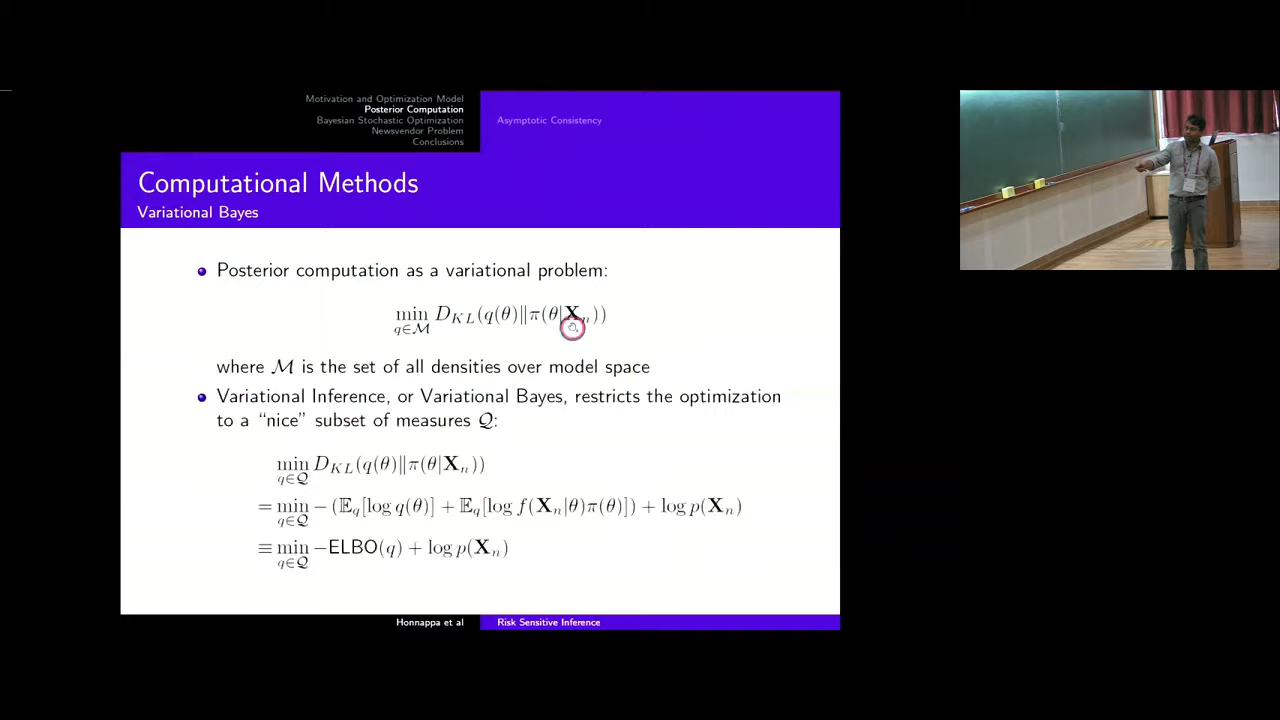 Motivation and Optimization Model
Posterior Computation
Bayesian Stochastic Optimization
Newsvendor Problem
Conclusions
Asymptotic Consistency
Computational Methods
Variational Bayes
Posterior computation as a variational problem:
min_{q∈ℳ} D_{KL}(q(θ)‖π(θ|𝐗_n))
where ℳ is the set of all densities over model space
Variational Inference, or Variational Bayes, restricts the optimization
to a “nice” subset of measures 𝒬:
min_{q∈𝒬} D_{KL}(q(θ)‖π(θ|𝐗_n))
= min_{q∈𝒬} −(𝔼_q[log q(θ)] + 𝔼_q[log f(𝐗_n|θ)π(θ)]) + log p(𝐗_n)
≡ min_{q∈𝒬} −ELBO(q) + log p(𝐗_n)
Honnappa et al
Risk Sensitive Inference